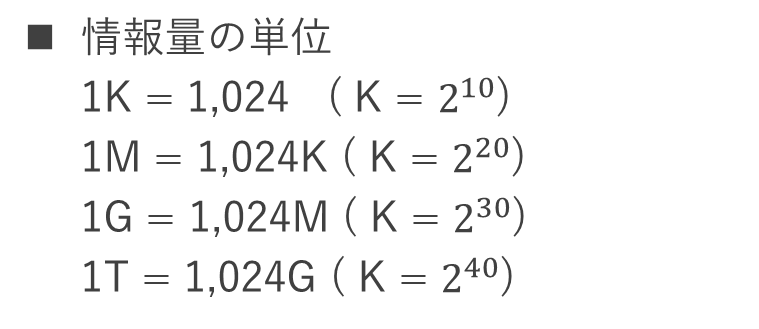 ■ 情報量の単位
1K = 1,024 ( K = 2¹⁰)
1M = 1,024K ( K = 2²⁰)
1G = 1,024M ( K = 2³⁰)
1T = 1,024G ( K = 2⁴⁰)